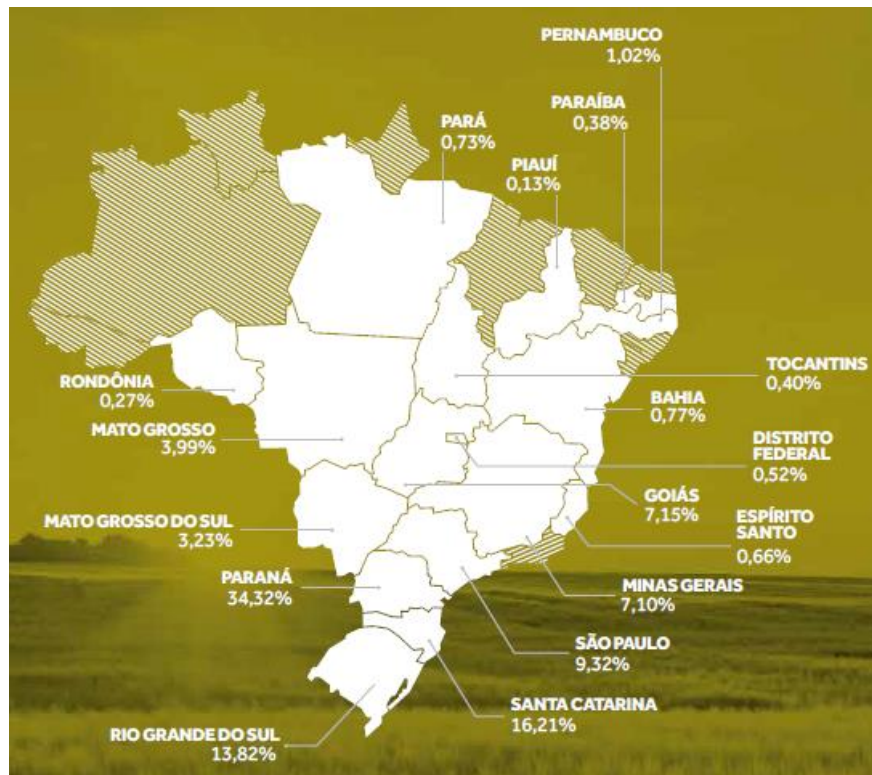 PERNAMBUCO
1,02%
PARAÍBA
0,38%
PARÁ
0,73%
PIAUÍ
0,13%
TOCANTINS
0,40%
RONDÔNIA
0,27%
BAHIA
0,77%
MATO GROSSO
3,99%
DISTRITO
FEDERAL
0,52%
GOIÁS
7,15%
ESPÍRITO
SANTO
0,66%
MATO GROSSO DO SUL
3,23%
PARANÁ
34,32%
MINAS GERAIS
7,10%
SÃO PAULO
9,32%
SANTA CATARINA
16,21%
RIO GRANDE DO SUL
13,82%